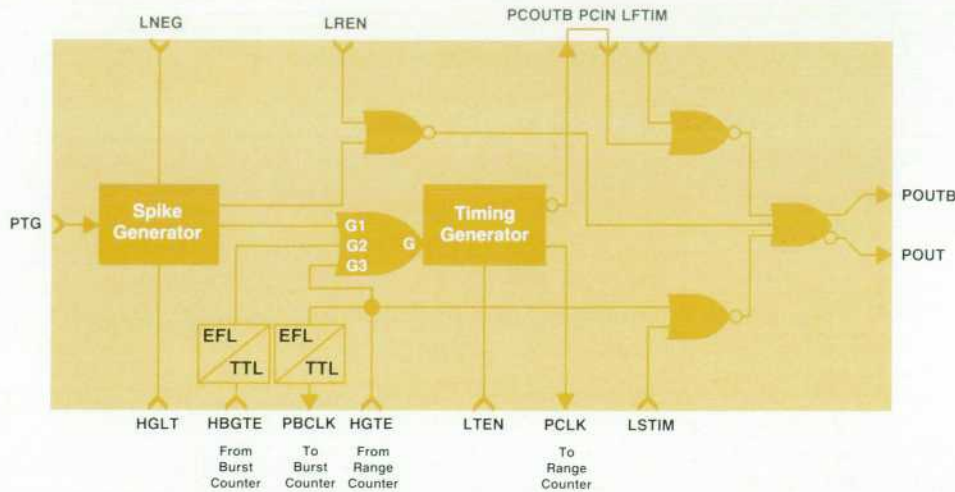 LNEG
LREN
PCOUTB PCIN LFTIM
PTG
Spike
Generator
G1
G2
G3
G
Timing
Generator
POUTB
POUT
EFL
TTL
EFL
TTL
HGLT
HBGTE
PBCLK
HGTE
LTEN
PCLK
LSTIM
From
Burst
Counter
To
Burst
Counter
From
Range
Counter
To
Range
Counter